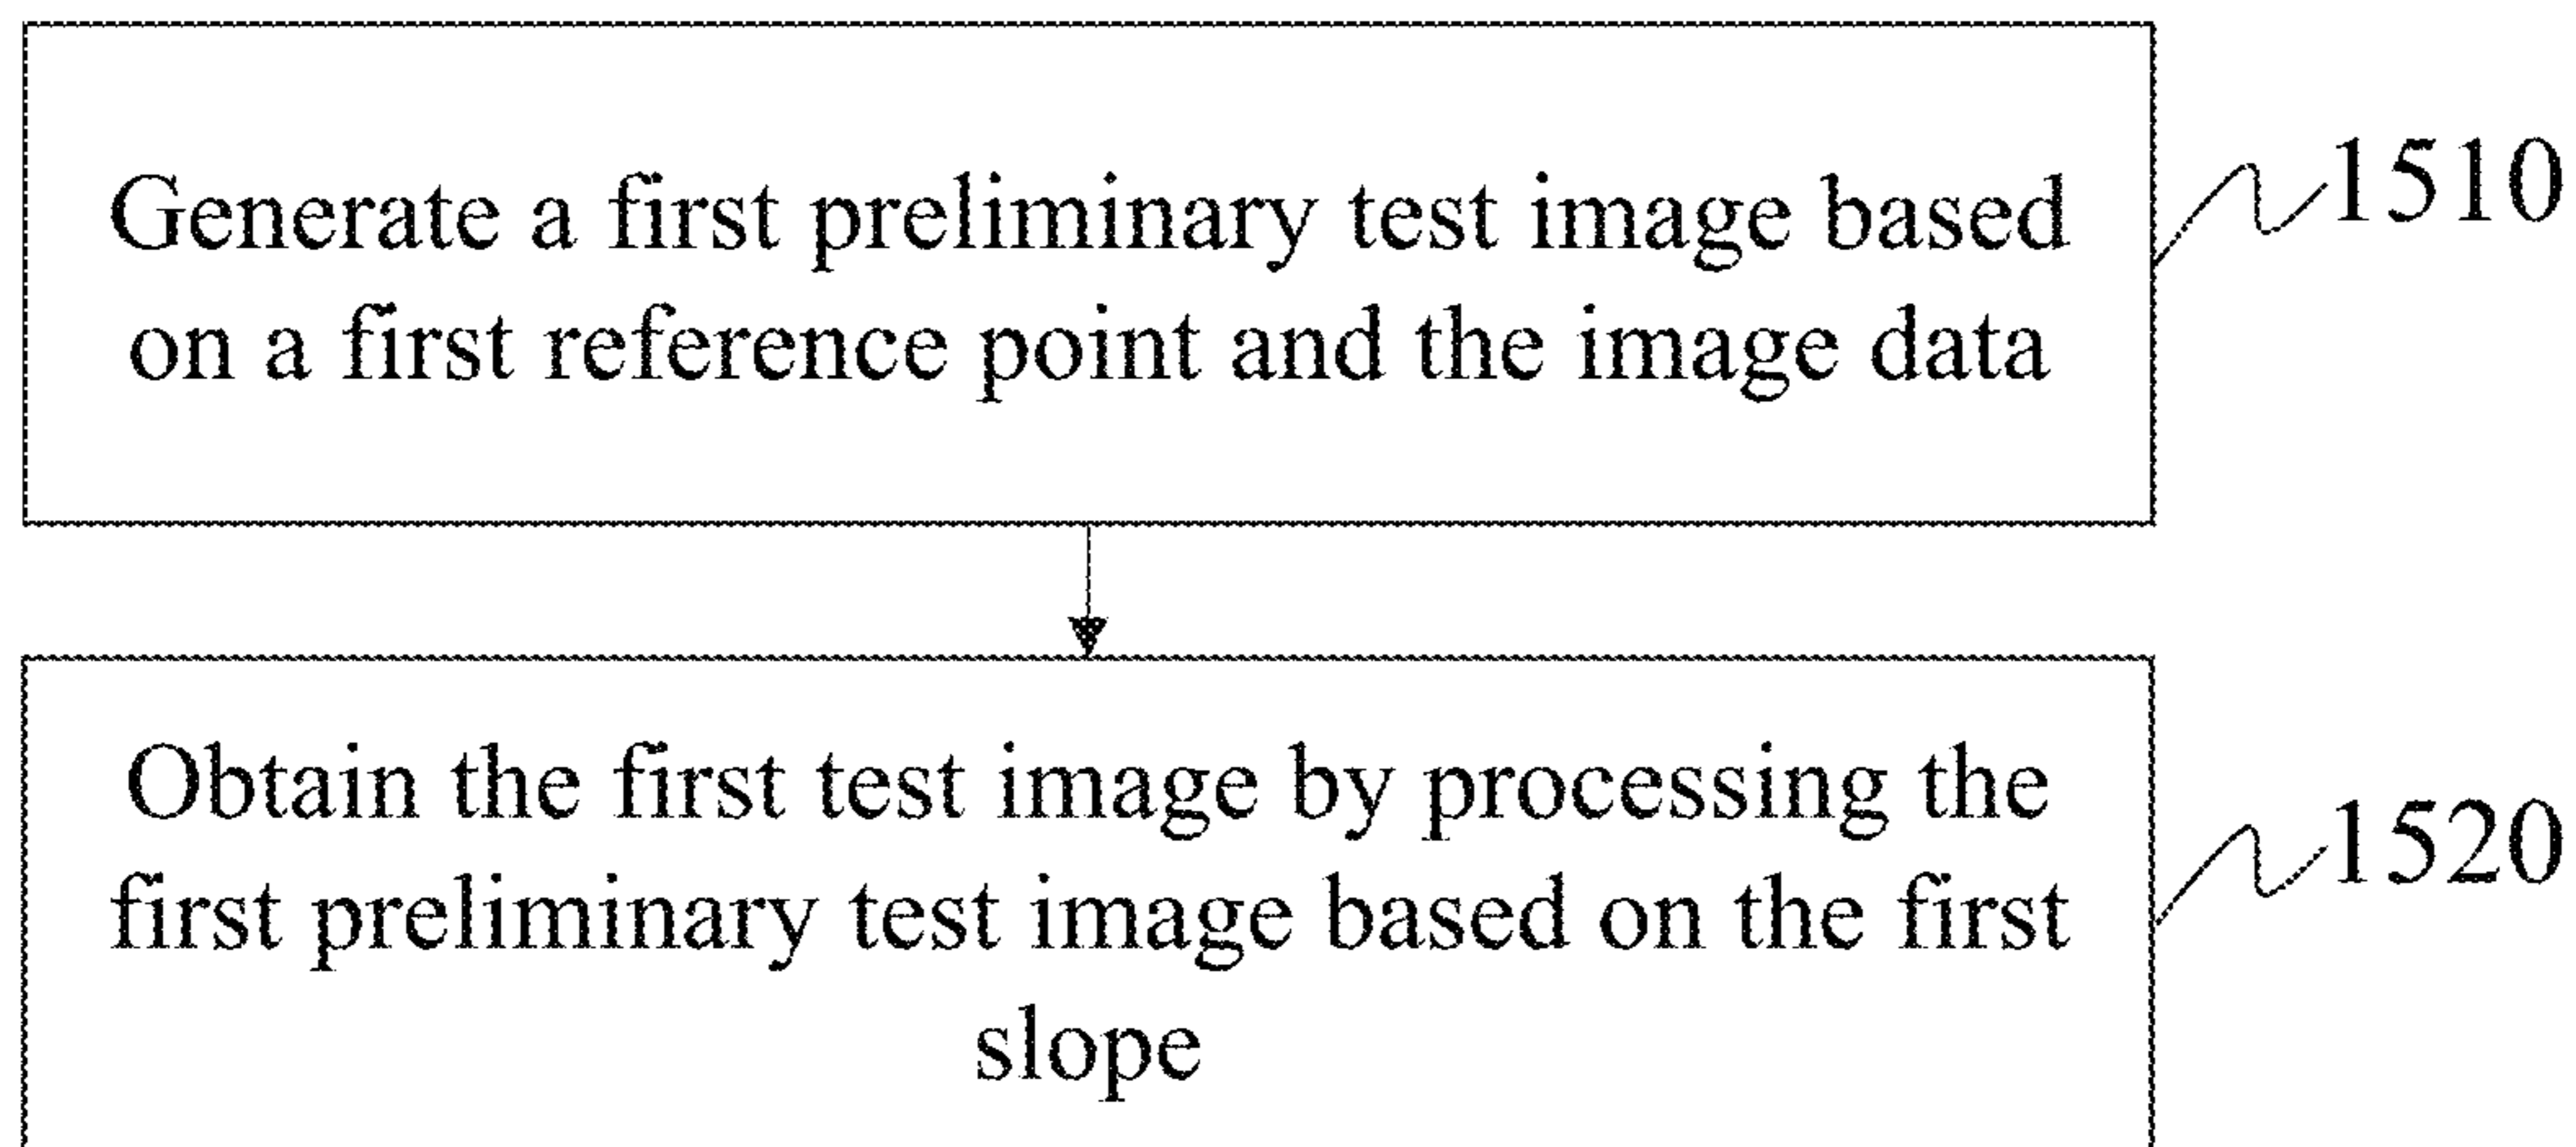 Generate a first preliminary test image based
on a first reference point and the image data
1510
Obtain the first test image by processing the
first preliminary test image based on the first
slope
1520